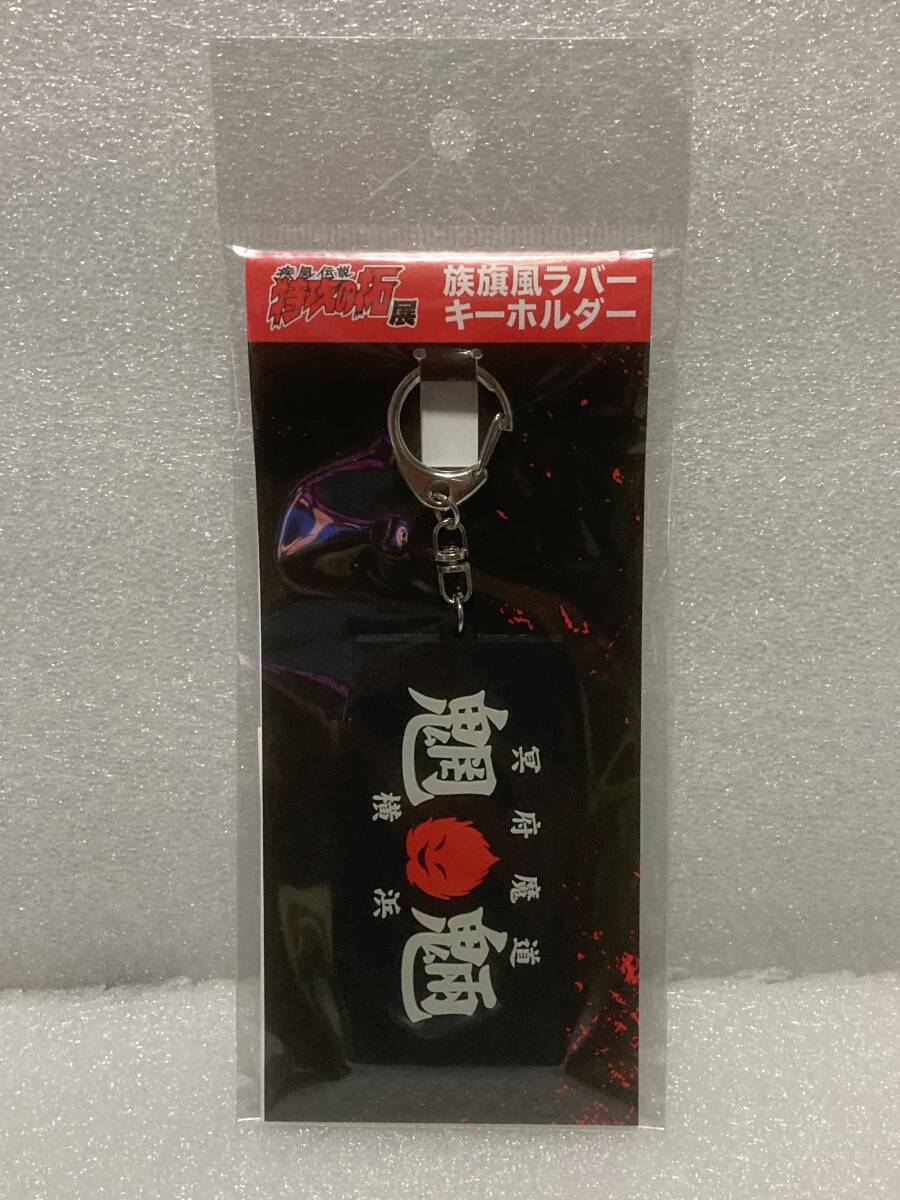 疾風伝説
特攻の拓
展
族旗風ラバー
キーホルダー
冥府魔道
魍魎
横浜